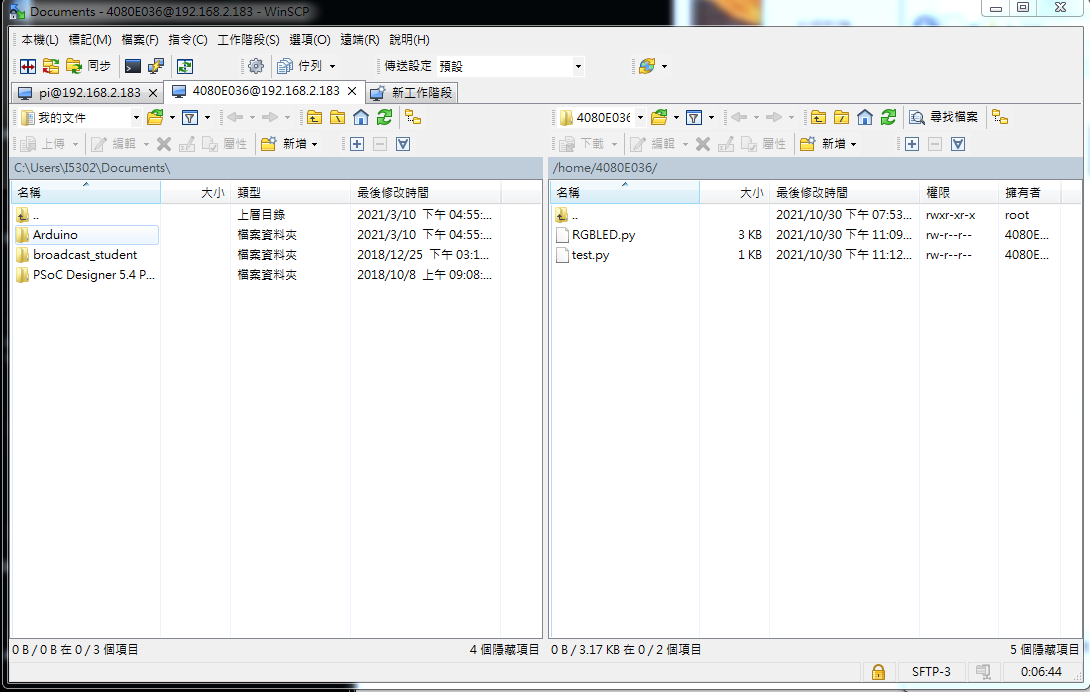 Documents - 4080E036@192.168.2.183 - WinSCP
本機(L) 標記(M) 檔案(F) 指令(C) 工作階段(S) 選項(O) 遠端(R) 說明(H)
同步 佇列 傳送設定 預設
pi@192.168.2.183 4080E036@192.168.2.183 新工作階段
我的文件 4080E036 尋找檔案
上傳 編輯 屬性 新增 下載 編輯 屬性 新增
C:\Users\I5302\Documents\ /home/4080E036/
名稱 大小 類型 最後修改時間 名稱 大小 最後修改時間 權限 擁有者
.. 上層目錄 2021/3/10 下午 04:55:... .. 2021/10/30 下午 07:53... rwxr-xr-x root
Arduino 檔案資料夾 2021/3/10 下午 04:55:... RGBLED.py 3 KB 2021/10/30 下午 11:09... rw-r--r-- 4080E...
broadcast_student 檔案資料夾 2018/12/25 下午 03:1... test.py 1 KB 2021/10/30 下午 11:12... rw-r--r-- 4080E...
PSoC Designer 5.4 P... 檔案資料夾 2018/10/8 上午 09:08:...
0 B / 0 B 在 0 / 3 個項目 4 個隱藏項目 0 B / 3.17 KB 在 0 / 2 個項目 5 個隱藏項目
SFTP-3 0:06:44